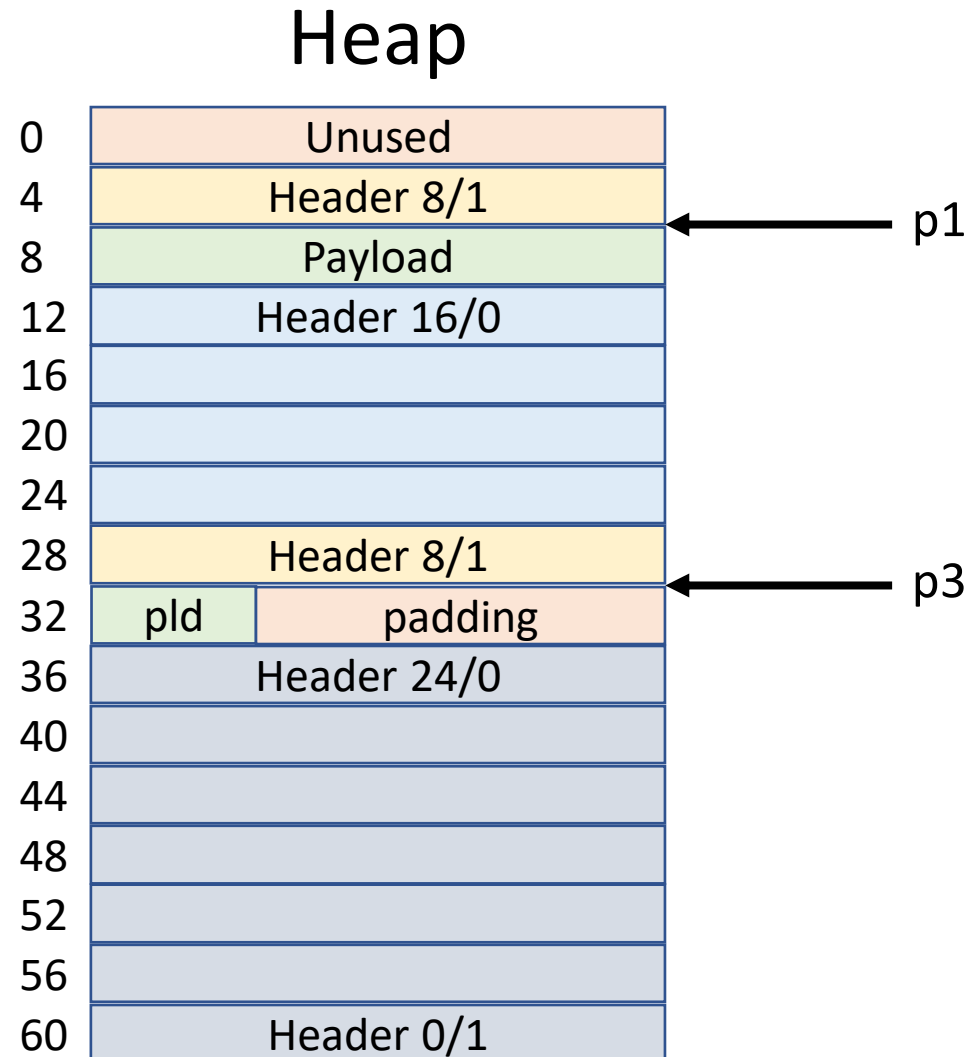 Heap
0 Unused
4 Header 8/1
p1
8 Payload
12 Header 16/0
16
20
24
28 Header 8/1
p3
32 pld padding
36 Header 24/0
40
44
48
52
56
60 Header 0/1